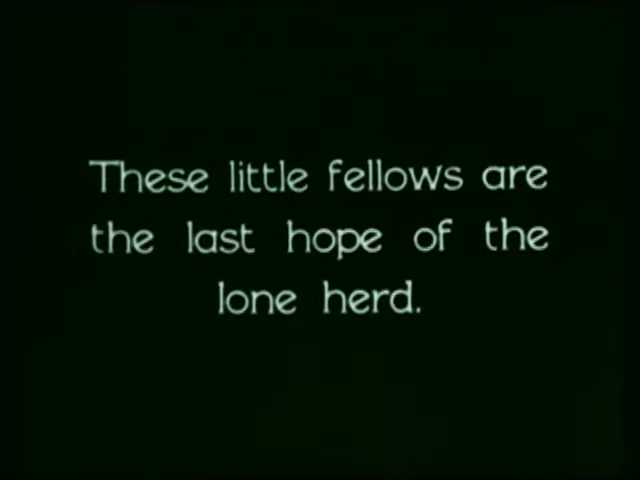 These little fellows are
the last hope of the
lone herd.